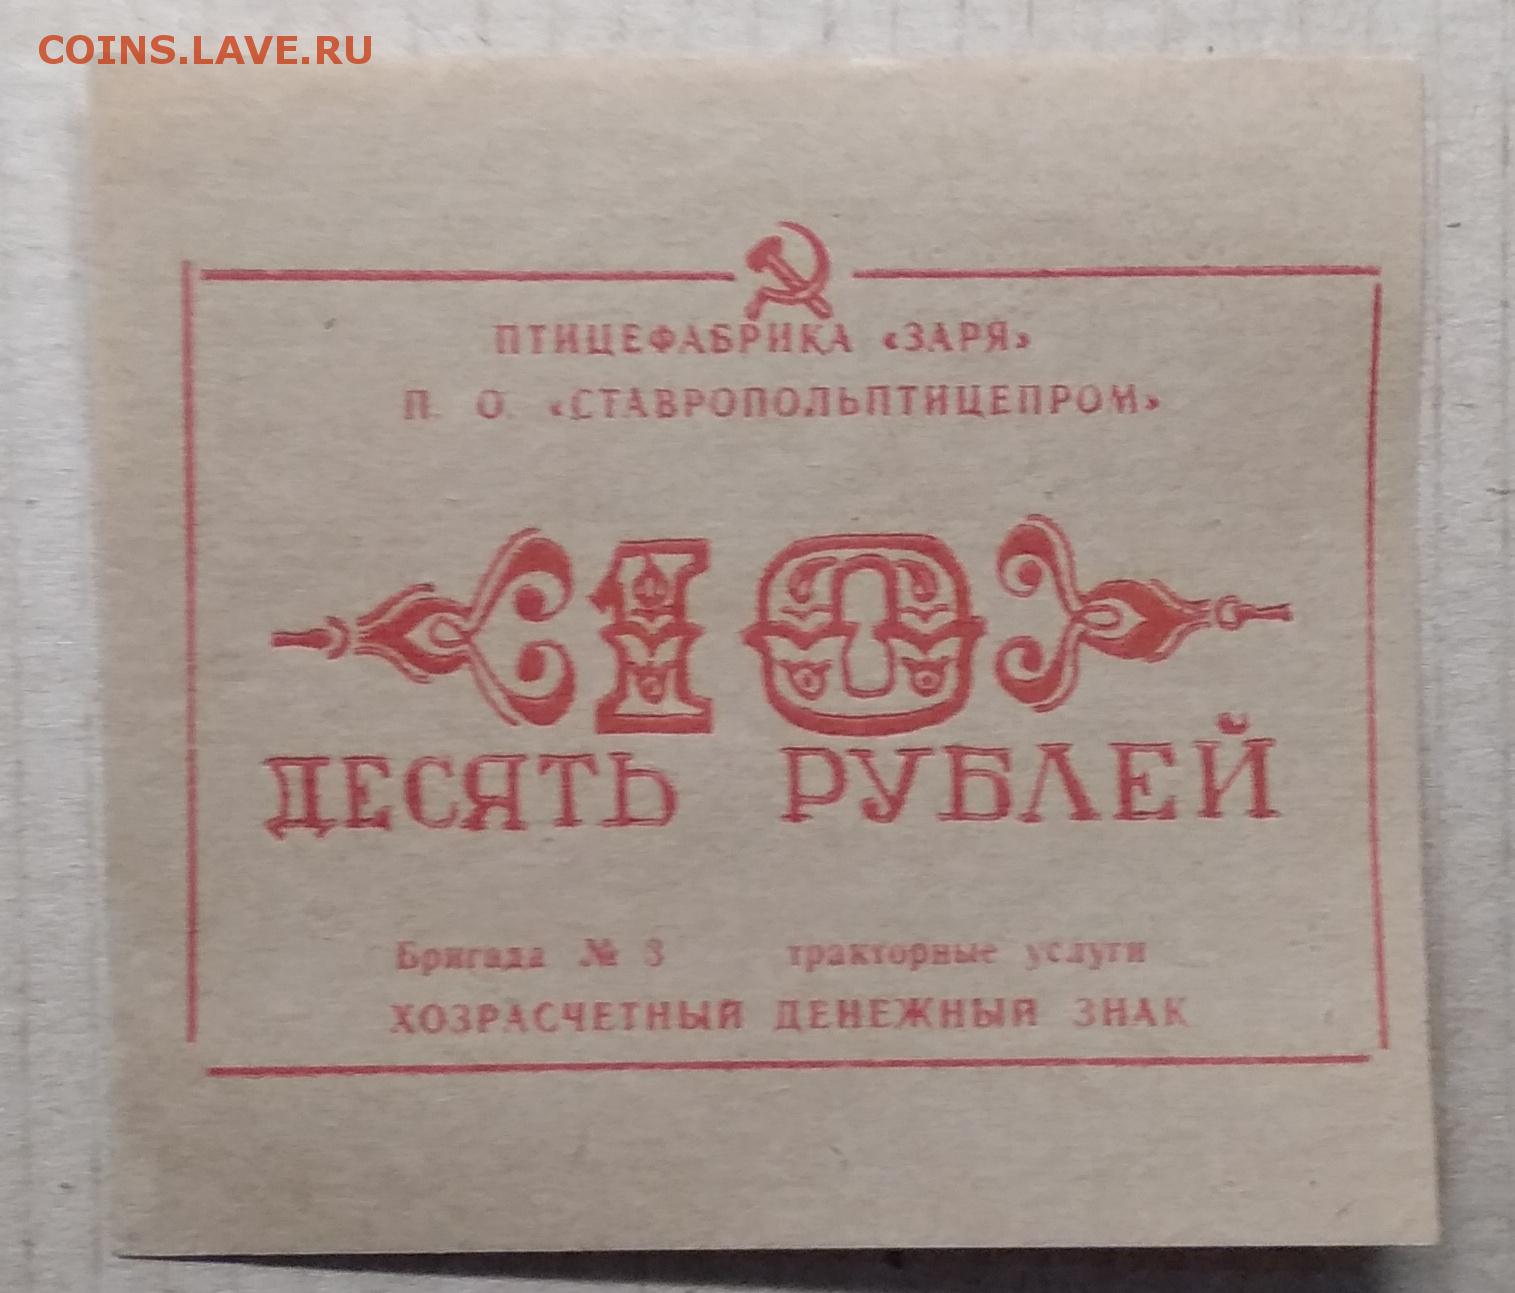 COINS.LAVE.RU
ПТИЦЕФАБРИКА «ЗАРЯ»
П. О. «СТАВРОПОЛЬПТИЦЕПРОМ»
10
ДЕСЯТЬ РУБЛЕЙ
Бригада № 3 тракторные услуги
ХОЗРАСЧЕТНЫЙ ДЕНЕЖНЫЙ ЗНАК